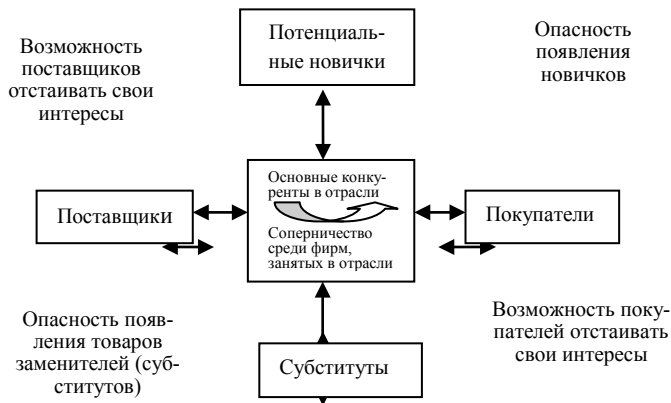 Возможность
поставщиков
отстаивать свои
интересы
Потенциаль-
ные новички
Опасность
появления
новичков
Поставщики
Основные конку-
ренты в отрасли
Соперничество
среди фирм,
занятых в отрасли
Покупатели
Опасность появ-
ления товаров
заменителей (суб-
ститутов)
Субституты
Возможность поку-
пателей отстаивать
свои интересы